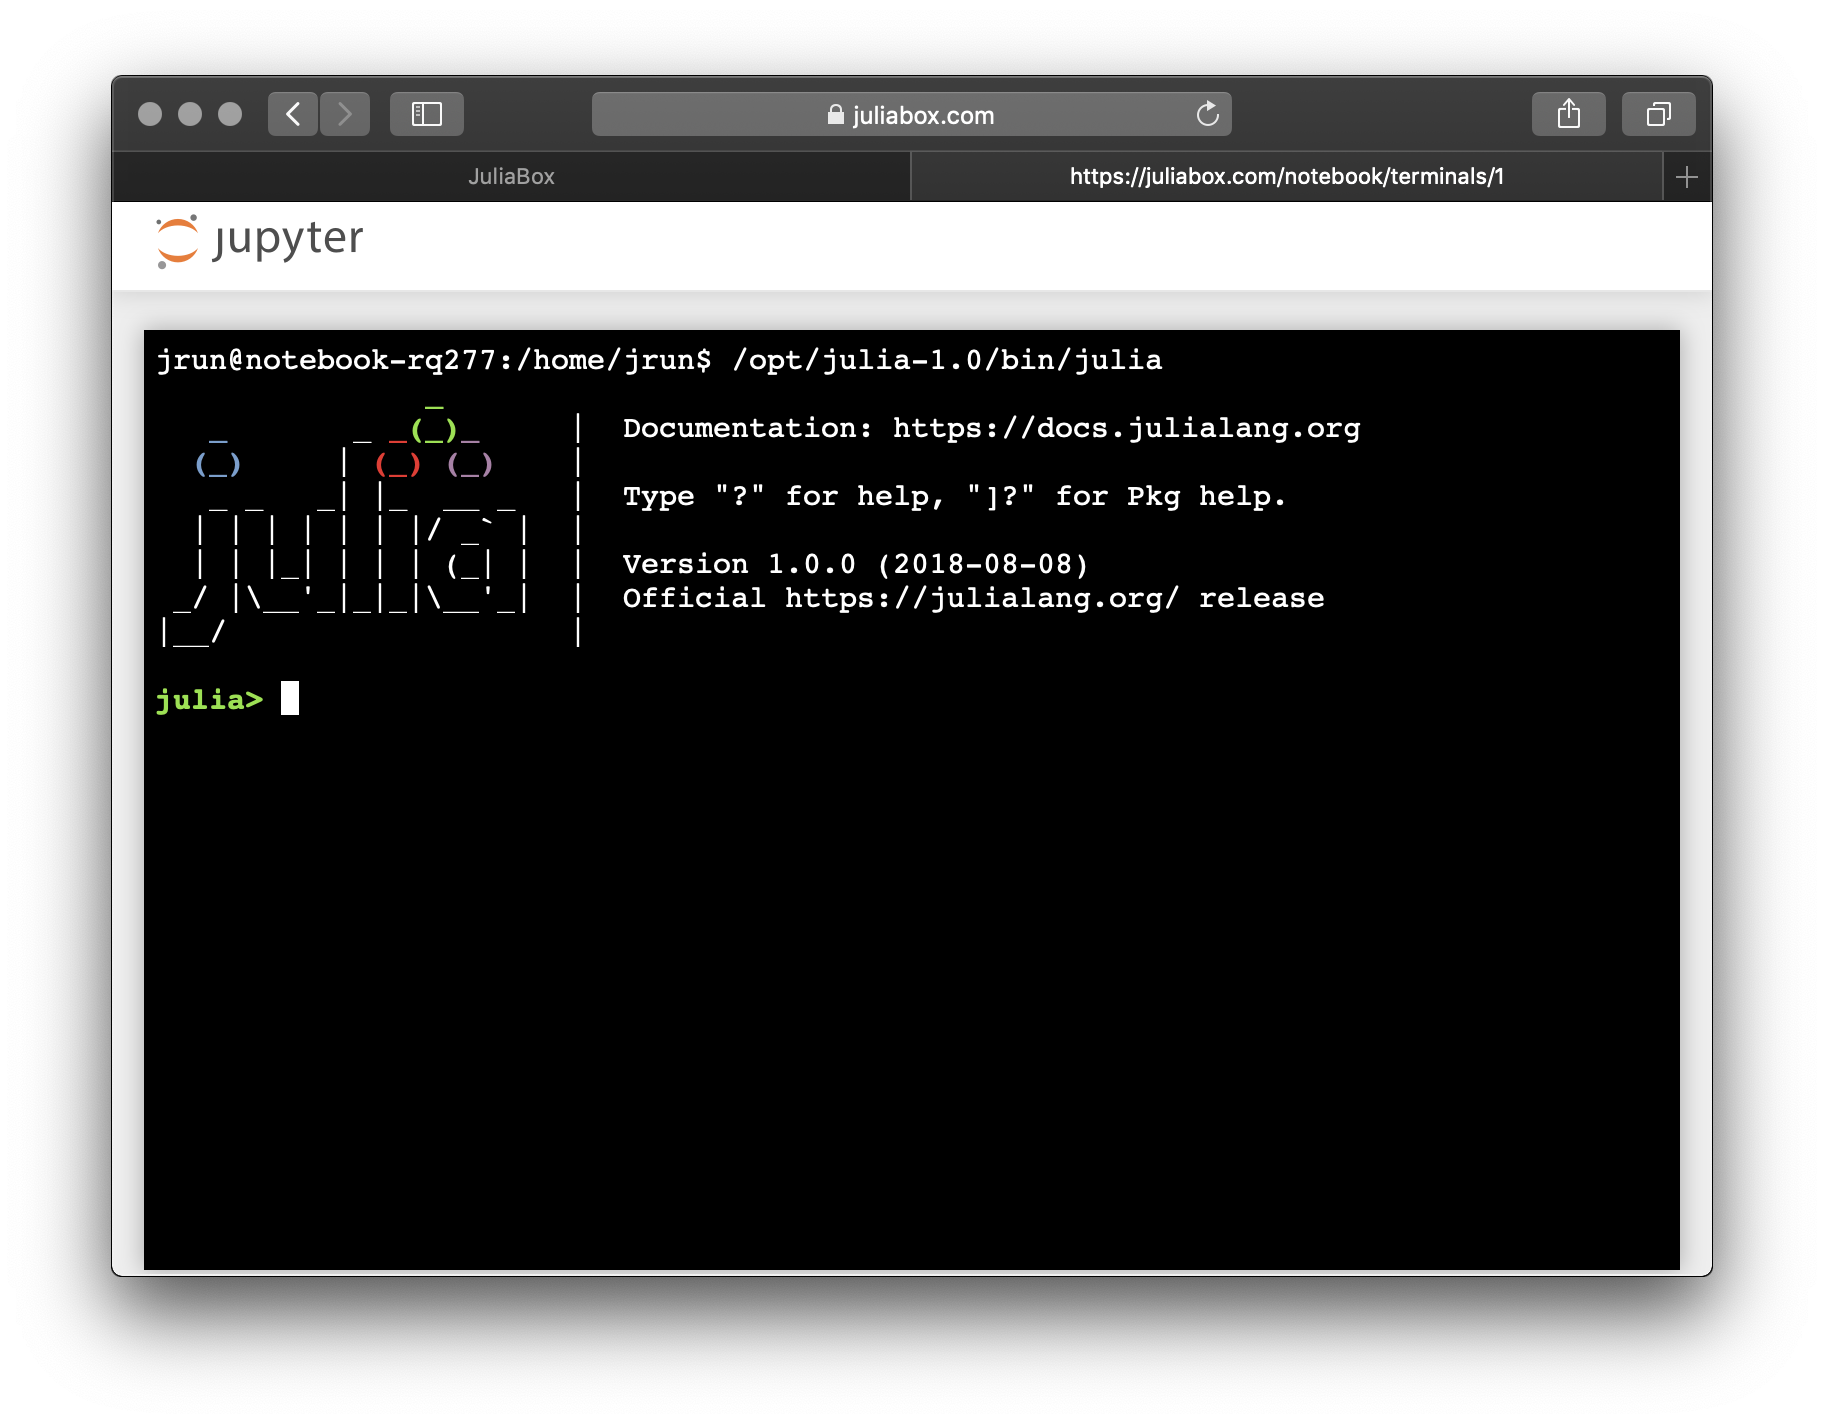 juliabox.com
JuliaBox
https://juliabox.com/notebook/terminals/1
jupyter
jrun@notebook-rq277:/home/jrun$ /opt/julia-1.0/bin/julia
               _
   _       _ _(_)_     |  Documentation: https://docs.julialang.org
  (_)     | (_) (_)    |
   _ _   _| |_  __ _   |  Type "?" for help, "]?" for Pkg help.
  | | | | | | |/ _` |  |
  | | |_| | | | (_| |  |  Version 1.0.0 (2018-08-08)
 _/ |\__'_|_|_|\__'_|  |  Official https://julialang.org/ release
|__/                   |
julia>